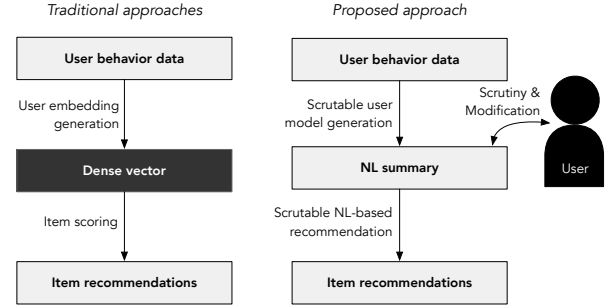 Traditional approaches
User behavior data
User embedding
generation
Dense vector
Item scoring
Item recommendations
Proposed approach
User behavior data
Scrutable user
model generation
Scrutiny &
Modification
NL summary
User
Scrutable NL-based
recommendation
Item recommendations